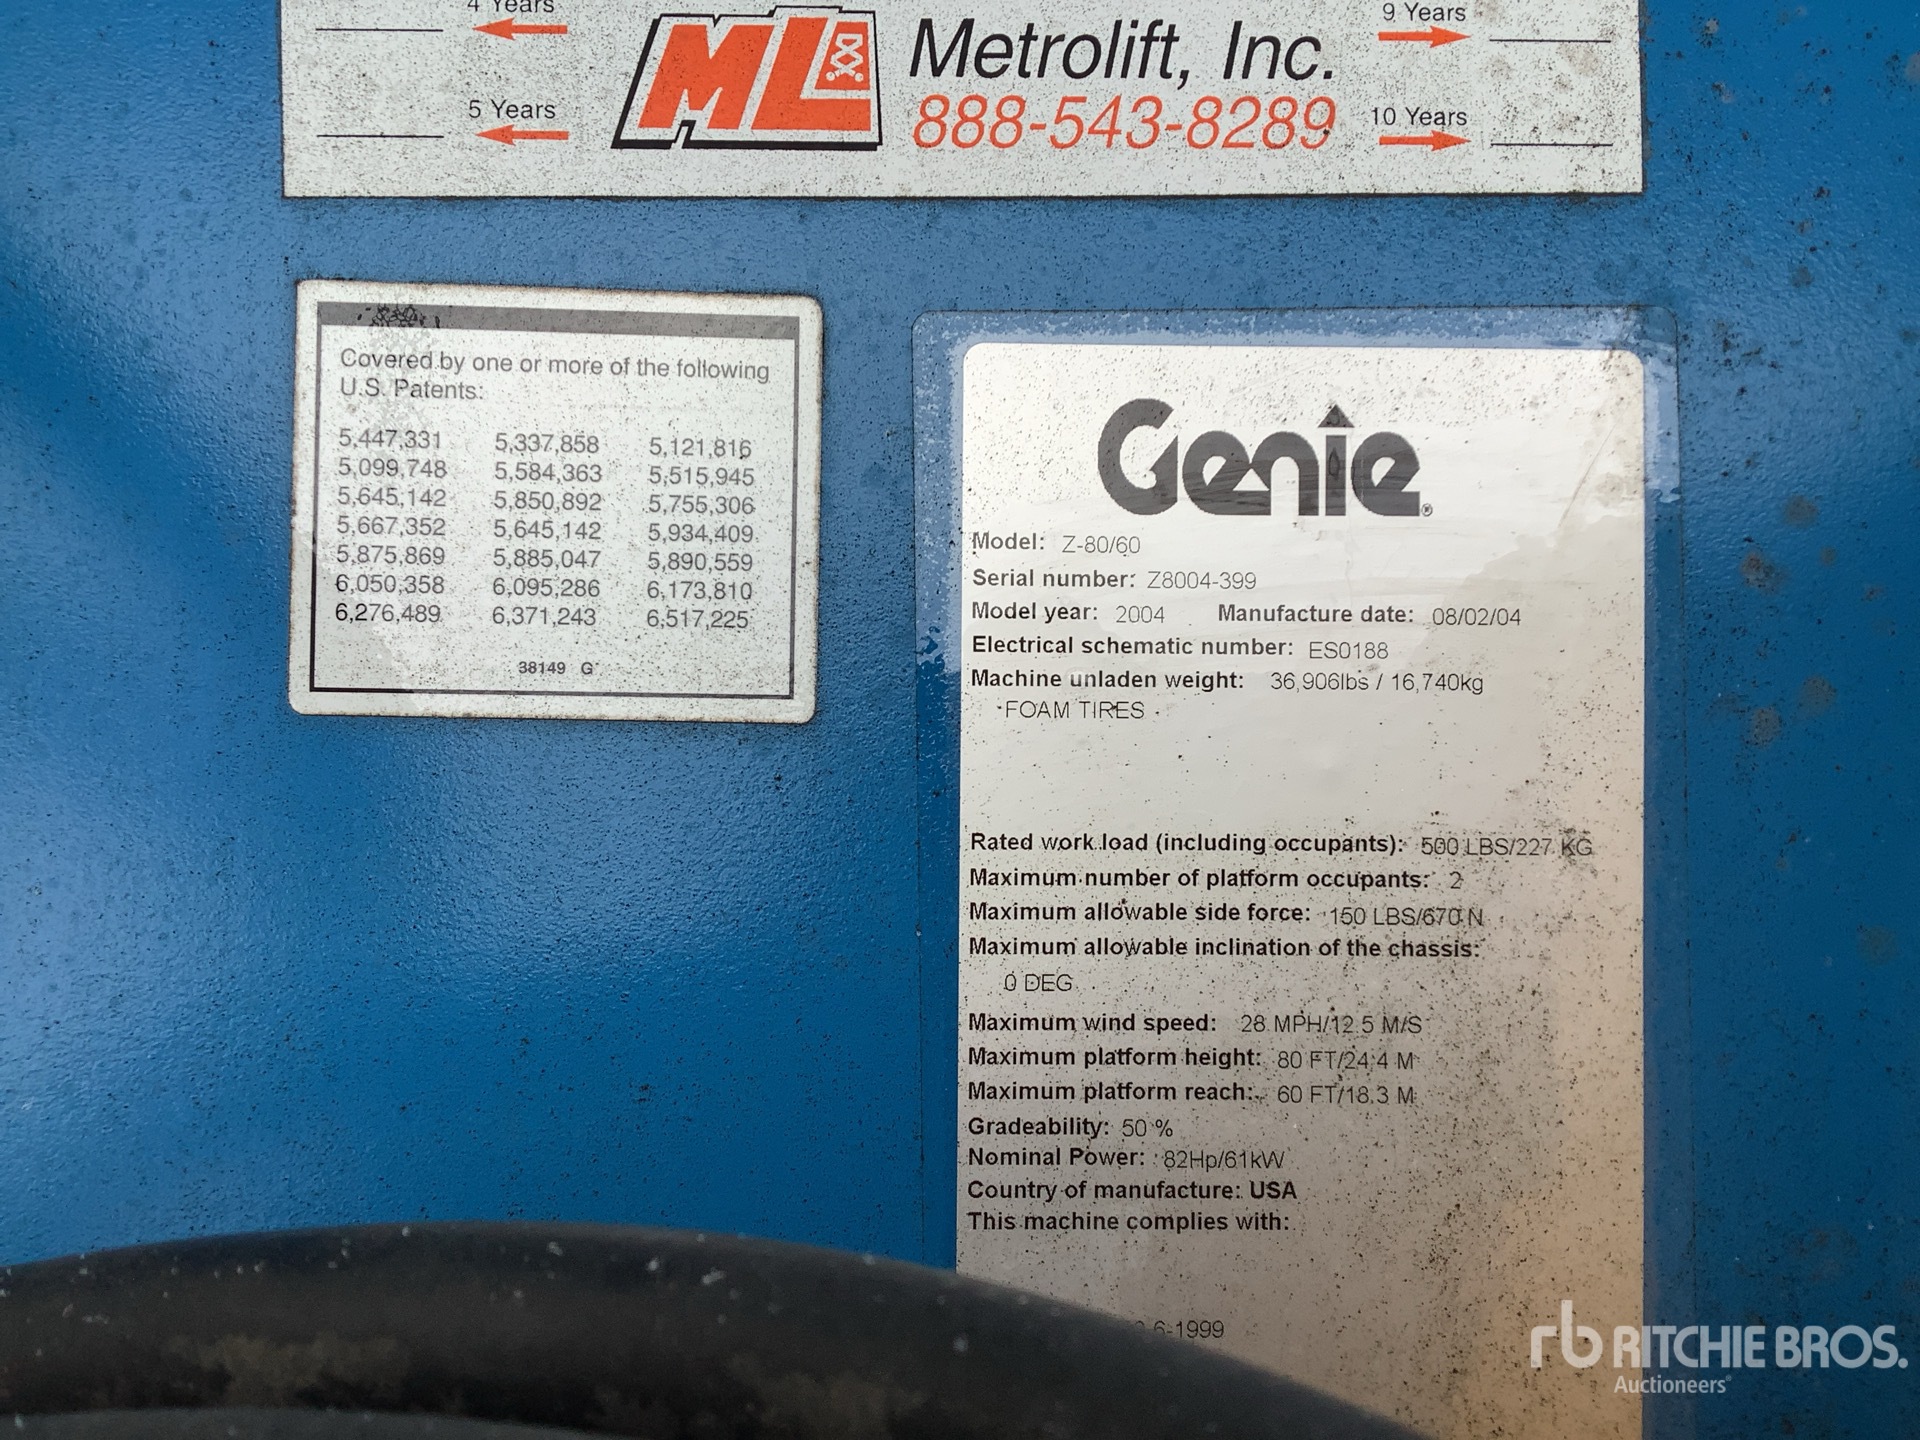 4 Years
9 Years
ML Metrolift, Inc.
5 Years
888-543-8289
10 Years
Covered by one or more of the following
U.S. Patents:
5,447,331 5,337,858 5,121,816
5,099,748 5,584,363 5,515,945
5,645,142 5,850,892 5,755,306
5,667,352 5,645,142 5,934,409
5,875,869 5,885,047 5,890,559
6,050,358 6,095,286 6,173,810
6,276,489 6,371,243 6,517,225
38149 G
Genie®
Model: Z-80/60
Serial number: Z8004-399
Model year: 2004 Manufacture date: 08/02/04
Electrical schematic number: ES0188
Machine unladen weight: 36,906lbs / 16,740kg
FOAM TIRES
Rated work load (including occupants): 500 LBS/227 KG
Maximum number of platform occupants: 2
Maximum allowable side force: 150 LBS/670 N
Maximum allowable inclination of the chassis:
0 DEG
Maximum wind speed: 28 MPH/12.5 M/S
Maximum platform height: 80 FT/24.4 M
Maximum platform reach: 60 FT/18.3 M
Gradeability: 50 %
Nominal Power: 82Hp/61kW
Country of manufacture: USA
This machine complies with:
6-1999
rb RITCHIE BROS.
Auctioneers